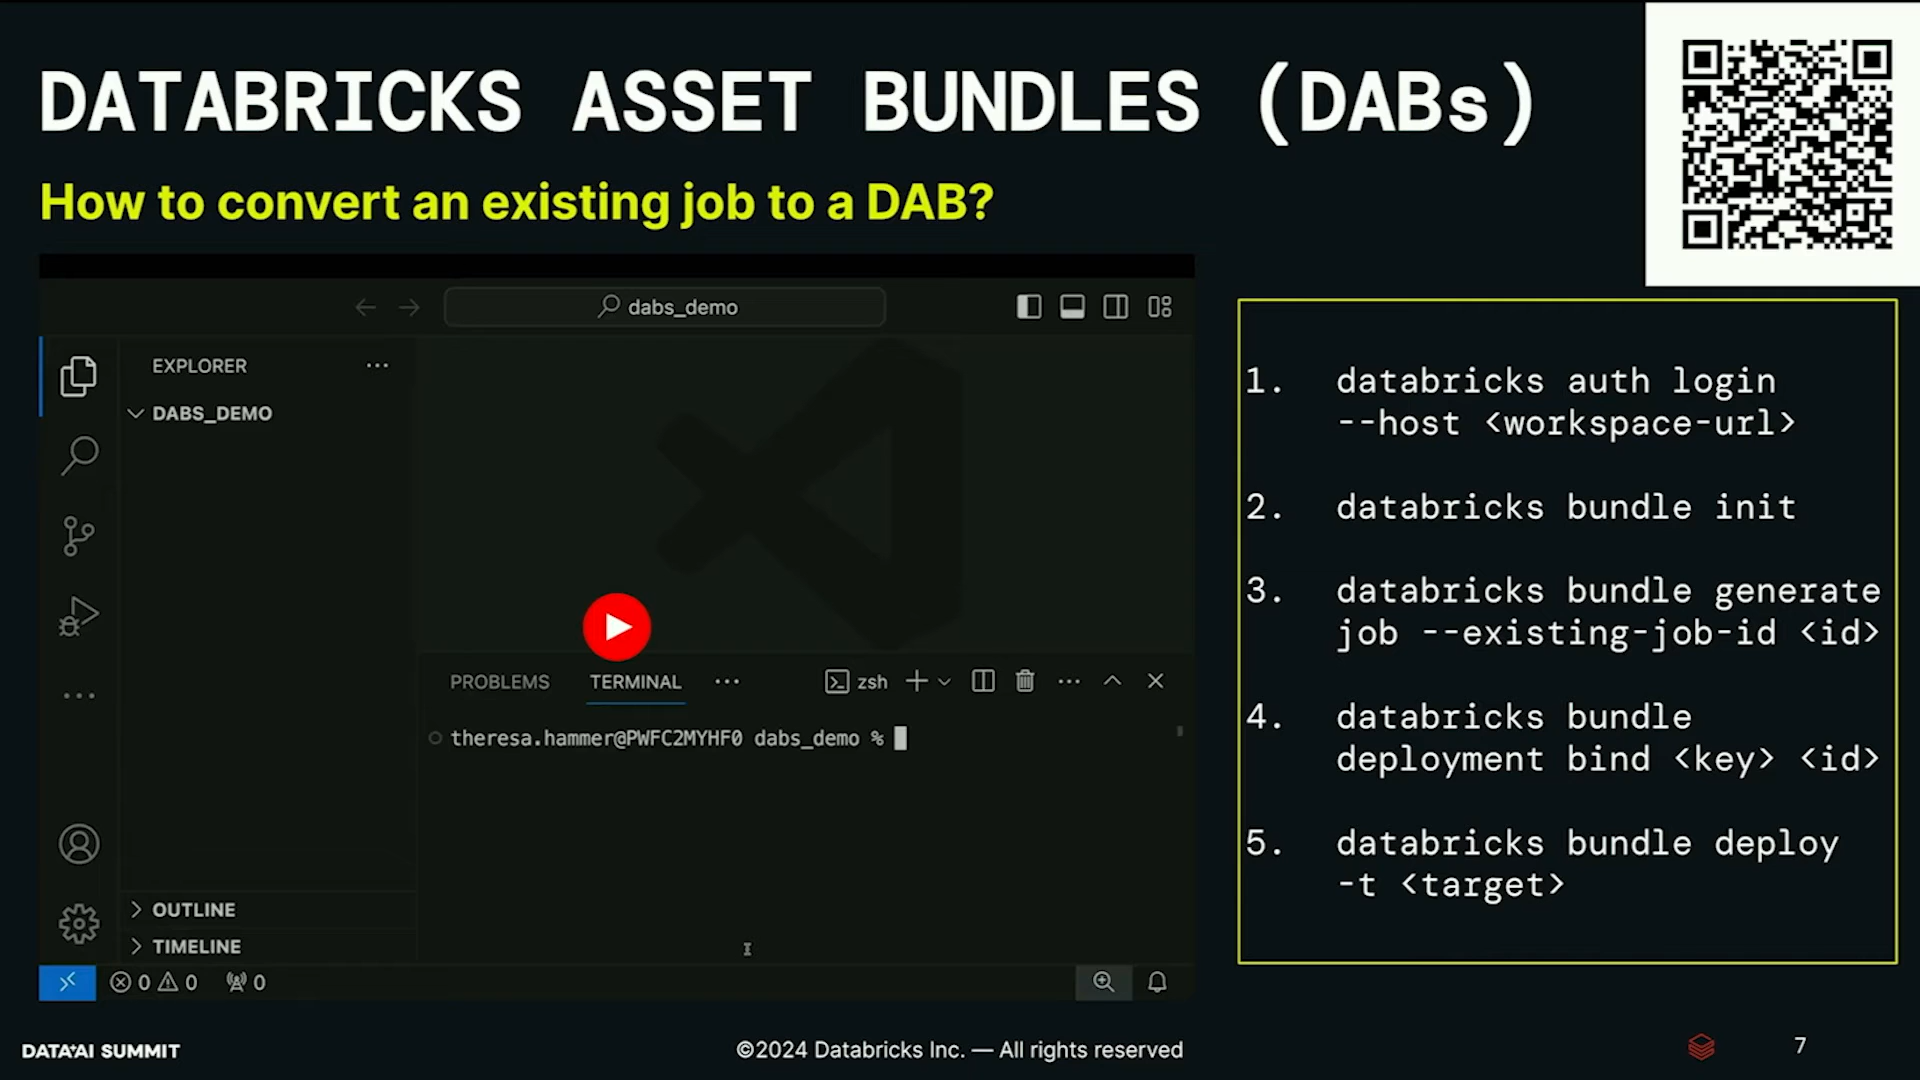 DATABRICKS ASSET BUNDLES (DABs)
How to convert an existing job to a DAB?
dabs_demo
EXPLORER
DABS_DEMO
PROBLEMS TERMINAL
zsh
theresa.hammer@PWFC2MYHF0 dabs_demo %
OUTLINE
TIMELINE
0 0 0
1. databricks auth login
--host <workspace-url>
2. databricks bundle init
3. databricks bundle generate
job --existing-job-id <id>
4. databricks bundle
deployment bind <key> <id>
5. databricks bundle deploy
-t <target>
DATA+AI SUMMIT
©2024 Databricks Inc. — All rights reserved
7